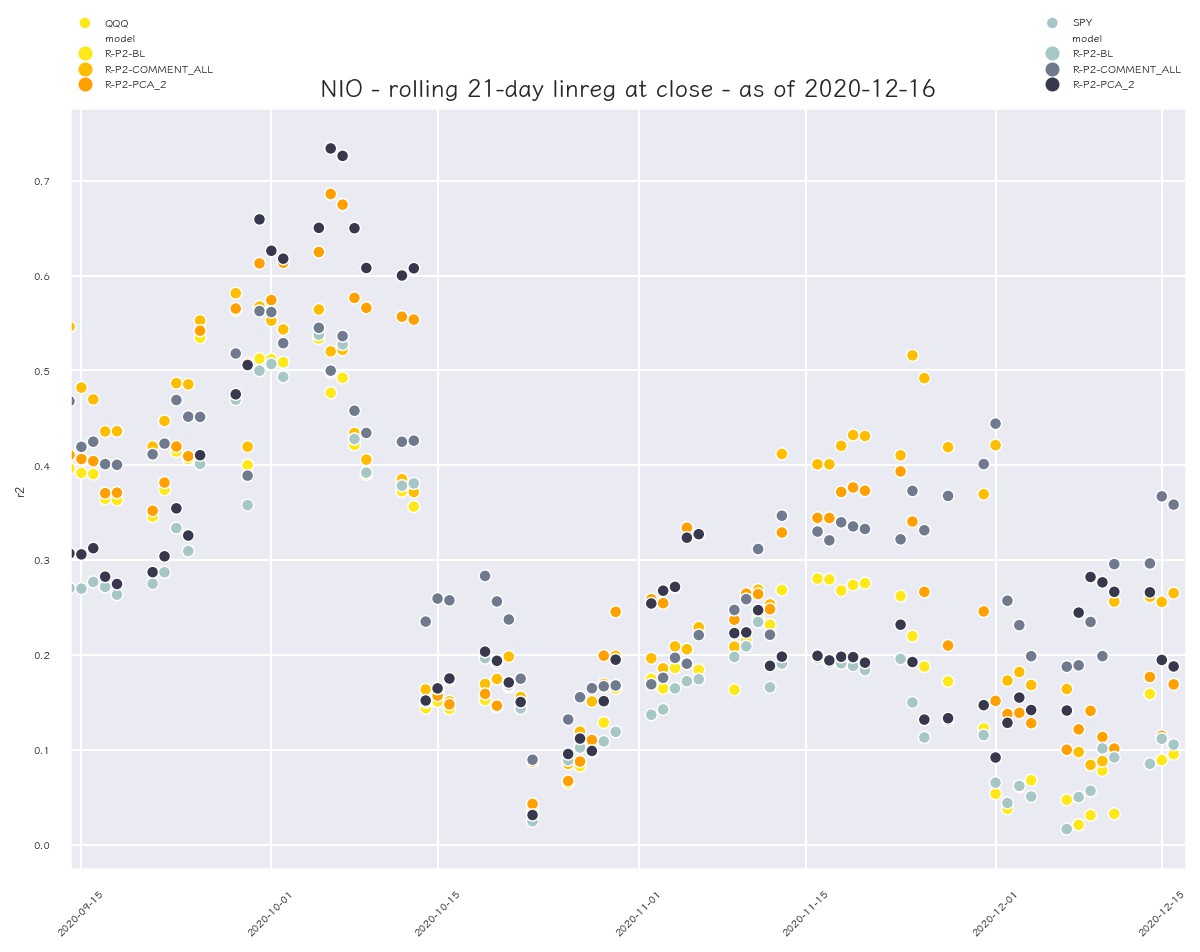 QQQ
model
R-P2-BL
R-P2-COMMENT_ALL
R-P2-PCA_2
SPY
model
R-P2-BL
R-P2-COMMENT_ALL
R-P2-PCA_2
NIO - rolling 21-day linreg at close - as of 2020-12-16
0.7
0.6
0.5
0.4
0.3
0.2
0.1
0.0
r2
2020-09-15
2020-10-01
2020-10-15
2020-11-01
2020-11-15
2020-12-01
2020-12-15